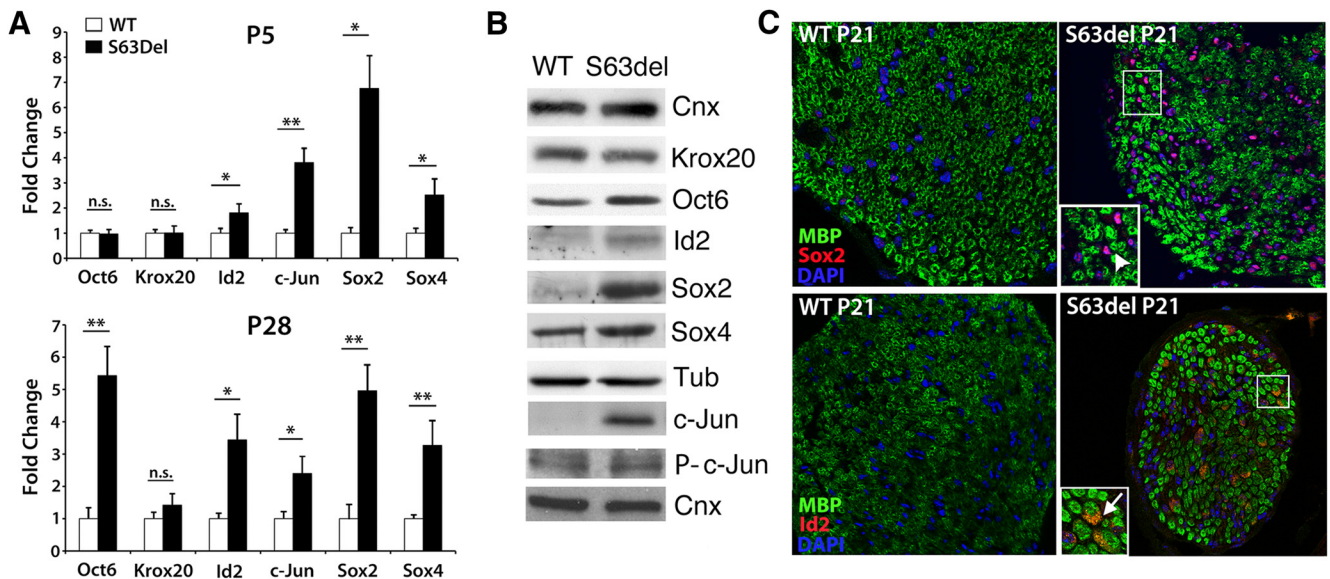 A
WT
S63Del
P5
Fold Change
9
8
7
6
5
4
3
2
1
0
n.s.
n.s.
*
**
*
*
Oct6 Krox20 Id2 c-Jun Sox2 Sox4
P28
Fold Change
7
6
5
4
3
2
1
0
**
n.s.
*
*
**
**
Oct6 Krox20 Id2 c-Jun Sox2 Sox4
B
WT S63del
Cnx
Krox20
Oct6
Id2
Sox2
Sox4
Tub
c-Jun
P-c-Jun
Cnx
C
WT P21
MBP
Sox2
DAPI
S63del P21
WT P21
MBP
Id2
DAPI
S63del P21